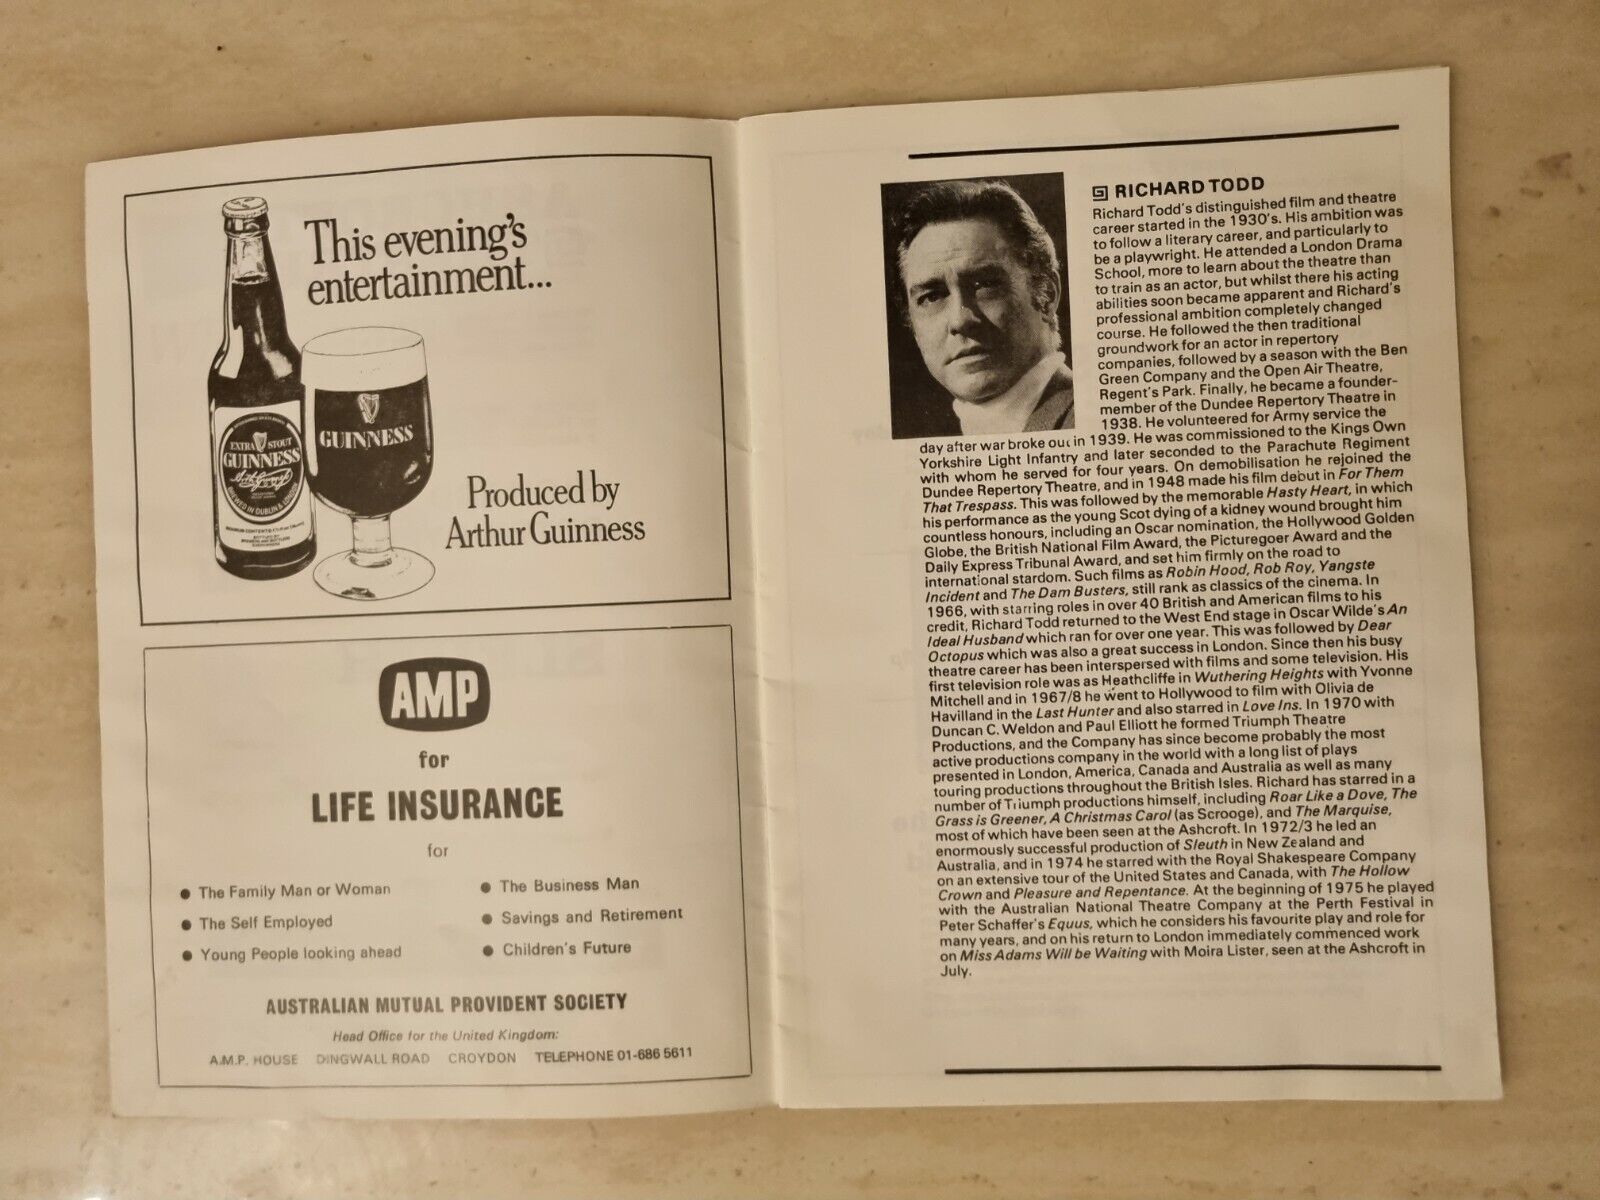 This evening's
entertainment...
EXTRA STOUT
GUINNESS
GUINNESS
Produced by
Arthur Guinness
AMP
for
LIFE INSURANCE
for
● The Family Man or Woman
● The Self Employed
● Young People looking ahead
● The Business Man
● Savings and Retirement
● Children's Future
AUSTRALIAN MUTUAL PROVIDENT SOCIETY
Head Office for the United Kingdom:
A.M.P. HOUSE DINGWALL ROAD CROYDON TELEPHONE 01-686 5611
RICHARD TODD
Richard Todd's distinguished film and theatre
career started in the 1930's. His ambition was
to follow a literary career, and particularly to
be a playwright. He attended a London Drama
School, more to learn about the theatre than
to train as an actor, but whilst there his acting
abilities soon became apparent and Richard's
professional ambition completely changed
course. He followed the then traditional
groundwork for an actor in repertory
companies, followed by a season with the Ben
Green Company and the Open Air Theatre,
Regent's Park. Finally, he became a founder-
member of the Dundee Repertory Theatre in
1938. He volunteered for Army service the
day after war broke out in 1939. He was commissioned to the Kings Own
Yorkshire Light Infantry and later seconded to the Parachute Regiment
with whom he served for four years. On demobilisation he rejoined the
Dundee Repertory Theatre, and in 1948 made his film debut in For Them
That Trespass. This was followed by the memorable Hasty Heart, in which
his performance as the young Scot dying of a kidney wound brought him
countless honours, including an Oscar nomination, the Hollywood Golden
Globe, the British National Film Award, the Picturegoer Award and the
Daily Express Tribunal Award, and set him firmly on the road to
international stardom. Such films as Robin Hood, Rob Roy, Yangste
Incident and The Dam Busters, still rank as classics of the cinema. In
1966, with starring roles in over 40 British and American films to his
credit, Richard Todd returned to the West End stage in Oscar Wilde's An
Ideal Husband which ran for over one year. This was followed by Dear
Octopus which was also a great success in London. Since then his busy
theatre career has been interspersed with films and some television. His
first television role was as Heathcliffe in Wuthering Heights with Yvonne
Mitchell and in 1967/8 he went to Hollywood to film with Olivia de
Havilland in the Last Hunter and also starred in Love Ins. In 1970 with
Duncan C. Weldon and Paul Elliott he formed Triumph Theatre
Productions, and the Company has since become probably the most
active productions company in the world with a long list of plays
presented in London, America, Canada and Australia as well as many
touring productions throughout the British Isles. Richard has starred in a
number of Triumph productions himself, including Roar Like a Dove, The
Grass is Greener, A Christmas Carol (as Scrooge), and The Marquise,
most of which have been seen at the Ashcroft. In 1972/3 he led an
enormously successful production of Sleuth in New Zealand and
Australia, and in 1974 he starred with the Royal Shakespeare Company
on an extensive tour of the United States and Canada, with The Hollow
Crown and Pleasure and Repentance. At the beginning of 1975 he played
with the Australian National Theatre Company at the Perth Festival in
Peter Schaffer's Equus, which he considers his favourite play and role for
many years, and on his return to London immediately commenced work
on Miss Adams Will be Waiting with Moira Lister, seen at the Ashcroft in
July.